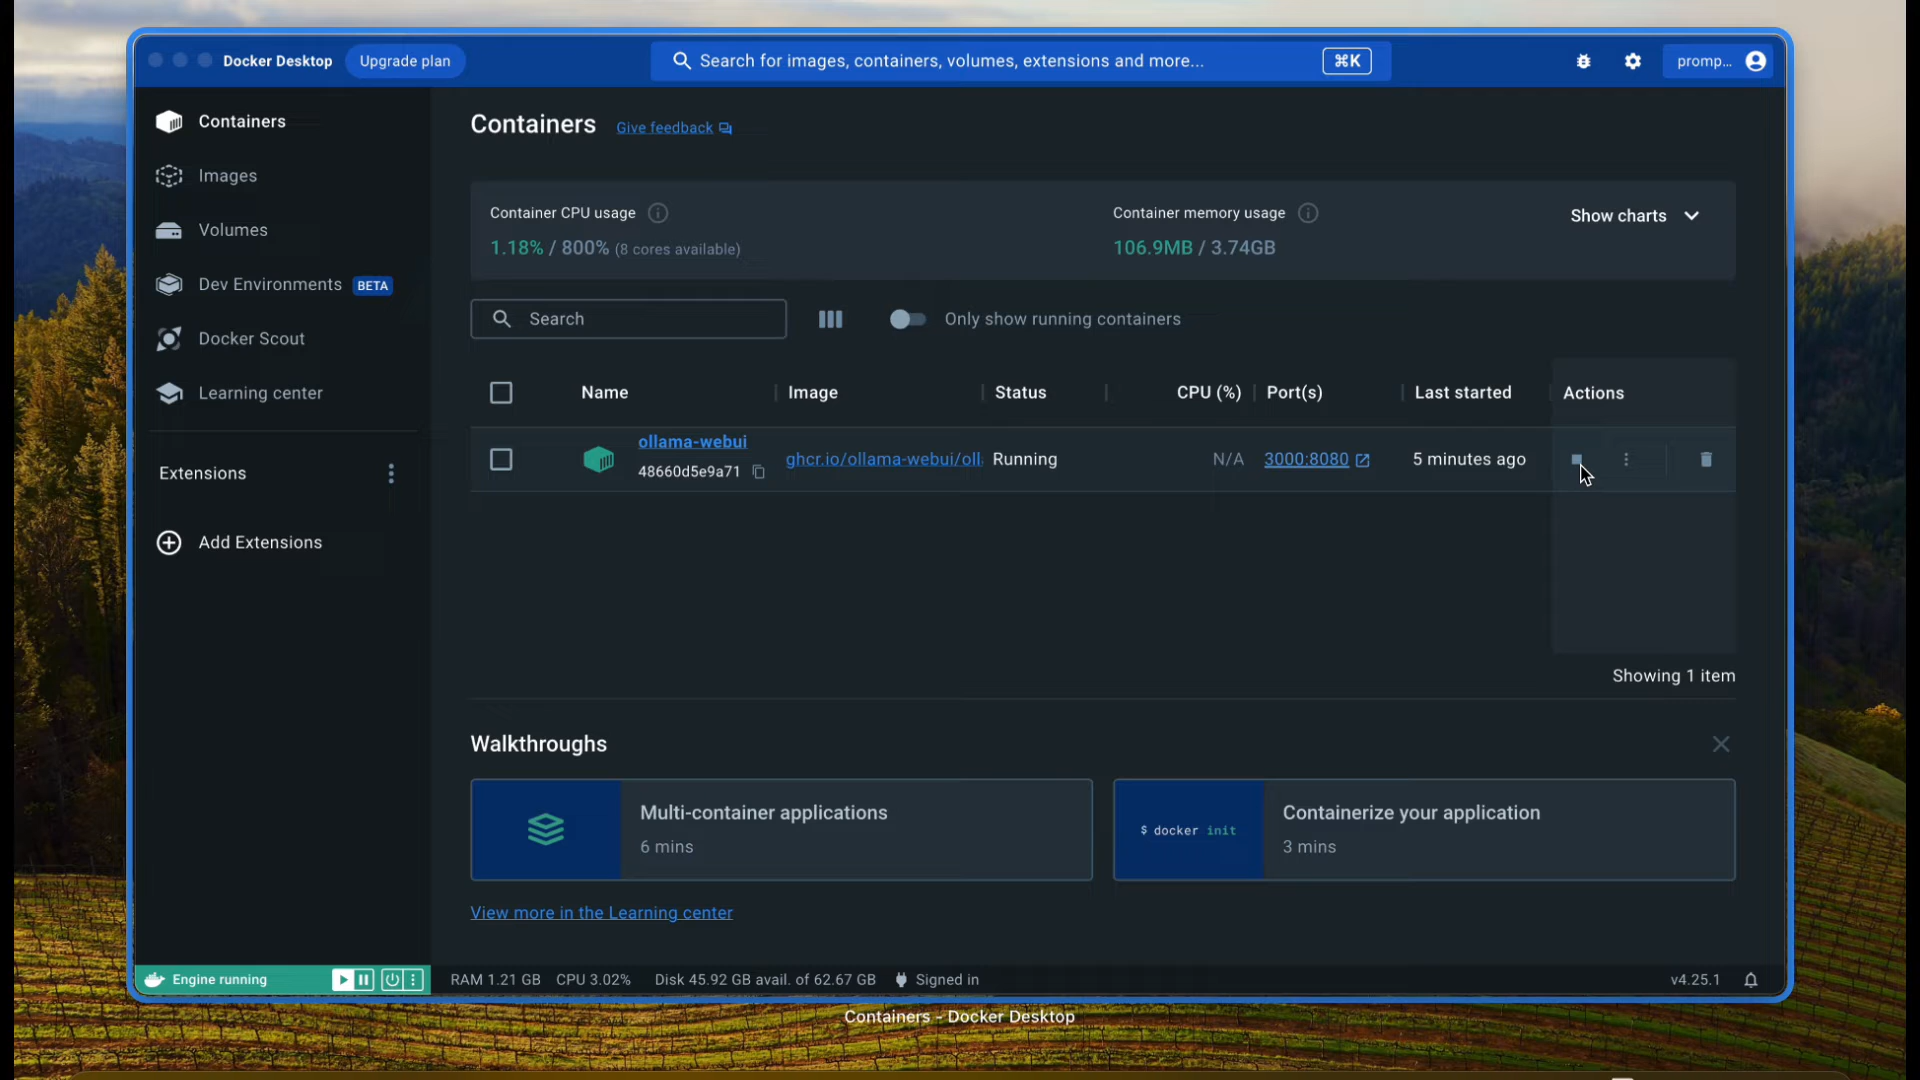 Docker Desktop
Upgrade plan
Search for images, containers, volumes, extensions and more...
⌘K
promp...
Containers
Images
Volumes
Dev Environments BETA
Docker Scout
Learning center
Extensions
Add Extensions
Containers
Give feedback
Container CPU usage
1.18% / 800% (8 cores available)
Container memory usage
106.9MB / 3.74GB
Show charts
Search
Only show running containers
Name Image Status CPU (%) Port(s) Last started Actions
ollama-webui
48660d5e9a71
ghcr.io/ollama-webui/oll
Running
N/A
3000:8080
5 minutes ago
Showing 1 item
Walkthroughs
Multi-container applications
6 mins
$ docker init
Containerize your application
3 mins
View more in the Learning center
Engine running
RAM 1.21 GB CPU 3.02% Disk 45.92 GB avail. of 62.67 GB Signed in
v4.25.1
Containers - Docker Desktop